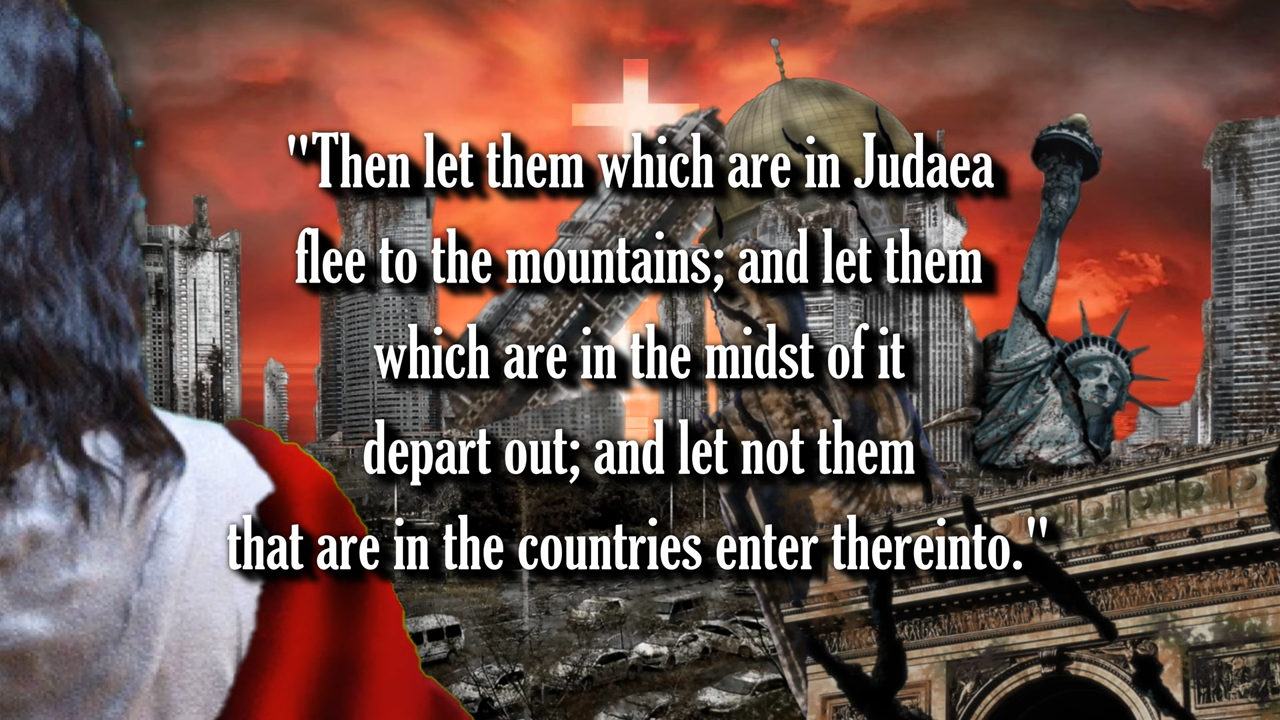 "Then let them which are in Judaea
flee to the mountains; and let them
which are in the midst of it
depart out; and let not them
that are in the countries enter thereinto."